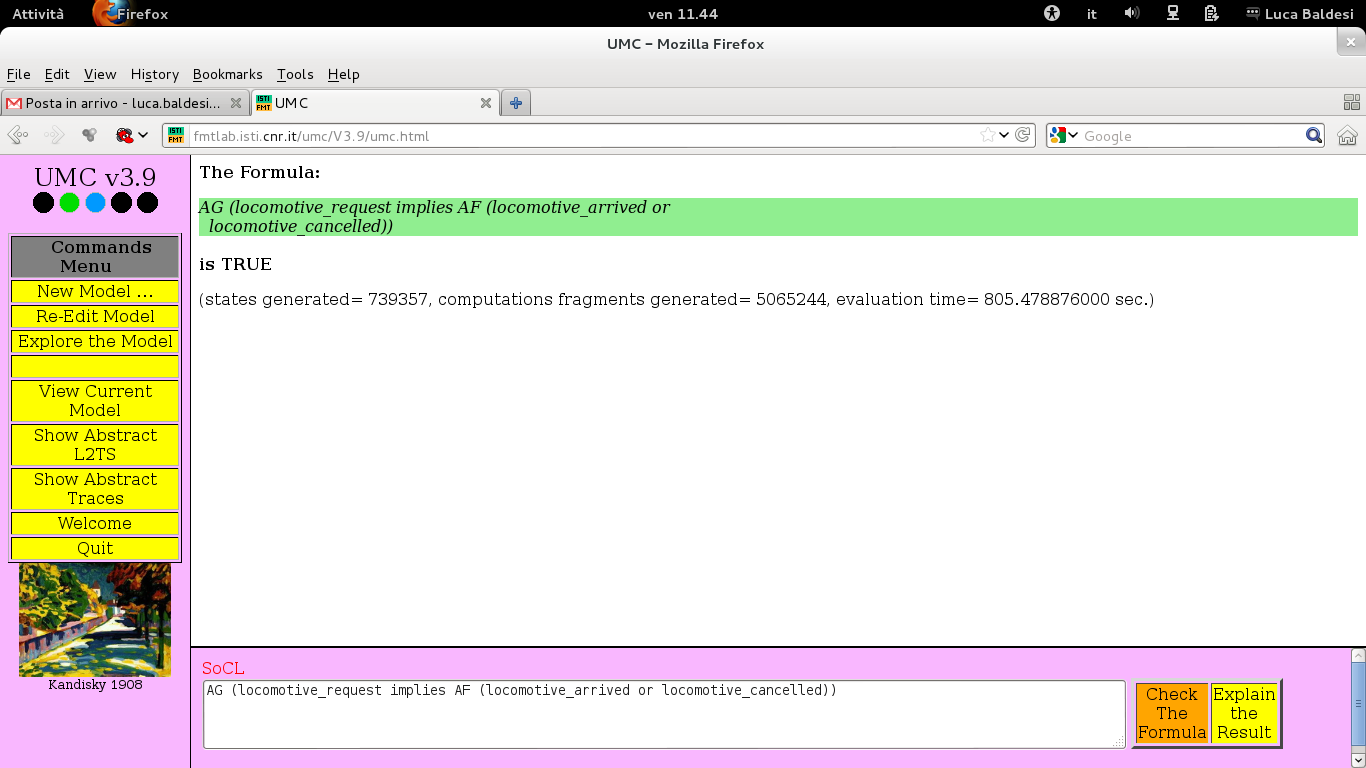 Attività
Firefox
ven 11.44
it
Luca Baldesi
UMC - Mozilla Firefox
File Edit View History Bookmarks Tools Help
Posta in arrivo - luca.baldesi...
ISTI FMT
UMC
ISTI FMT
fmtlab.isti.cnr.it/umc/V3.9/umc.html
Google
UMC v3.9
Commands
Menu
New Model ...
Re-Edit Model
Explore the Model
View Current
Model
Show Abstract
L2TS
Show Abstract
Traces
Welcome
Quit
Kandisky 1908
The Formula:
AG (locomotive_request implies AF (locomotive_arrived or
locomotive_cancelled))
is TRUE
(states generated= 739357, computations fragments generated= 5065244, evaluation time= 805.478876000 sec.)
SoCL
AG (locomotive_request implies AF (locomotive_arrived or locomotive_cancelled))
Check
The
Formula
Explain
the
Result